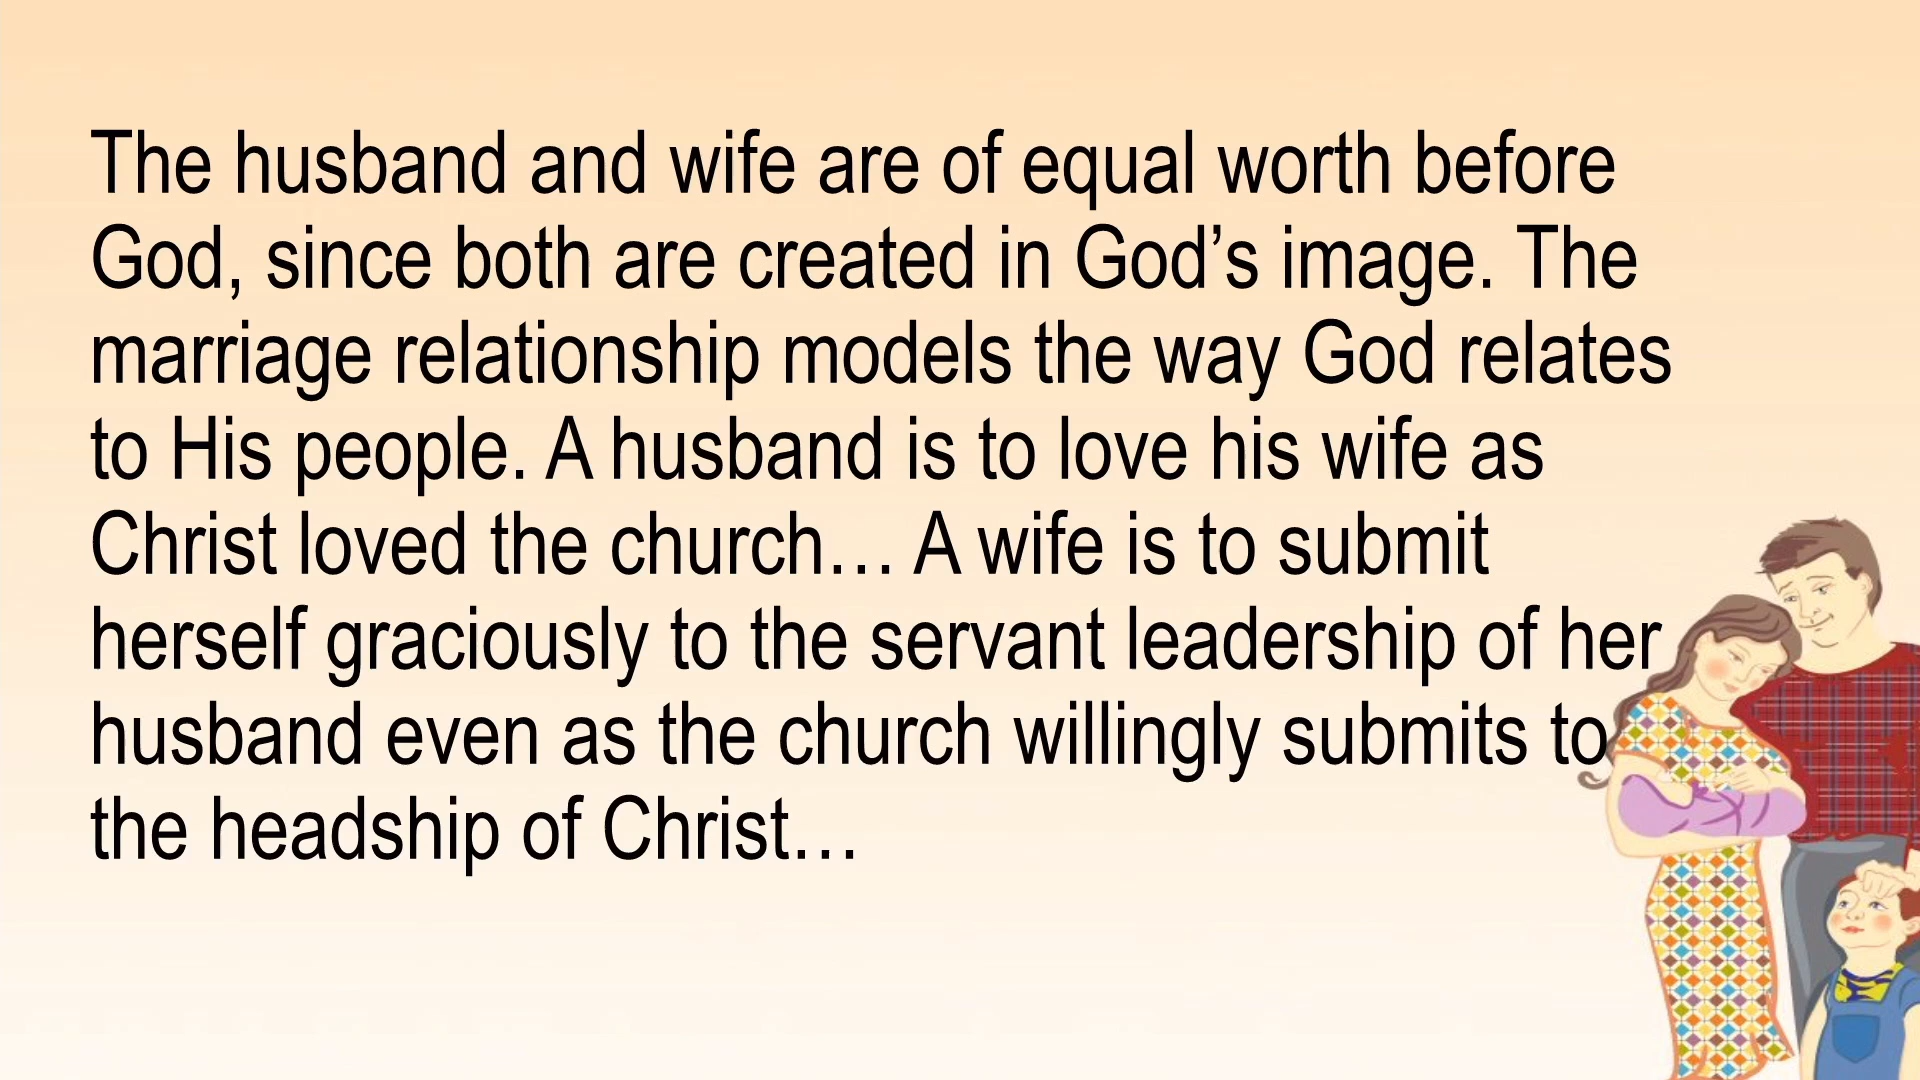 The husband and wife are of equal worth before
God, since both are created in God’s image. The
marriage relationship models the way God relates
to His people. A husband is to love his wife as
Christ loved the church… A wife is to submit
herself graciously to the servant leadership of her
husband even as the church willingly submits to
the headship of Christ…